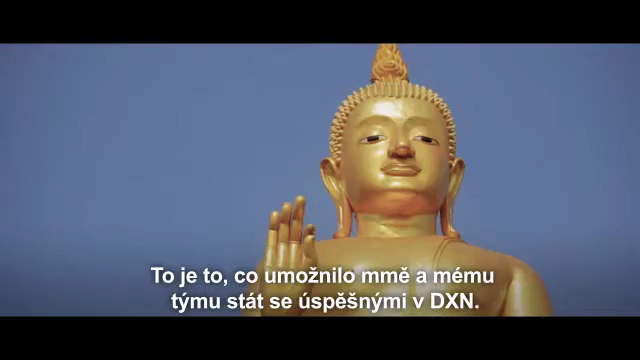 To je to, co umožnilo mmě a mému
týmu stát se úspěšnými v DXN.